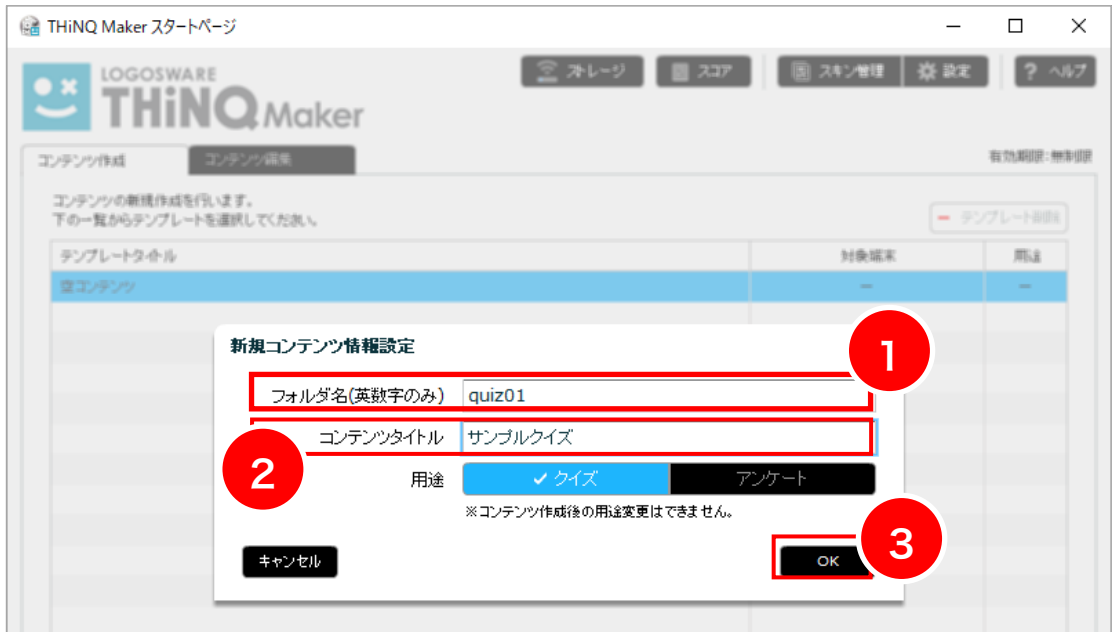 THiNQ Maker スタートページ
LOGOSWARE
THiNQ Maker
ストレージ
スコア
スキン管理
設定
? ヘルプ
コンテンツ作成
コンテンツ編集
有効期限:無制限
コンテンツの新規作成を行います。
下の一覧からテンプレートを選択してください。
テンプレート削除
テンプレートタイトル 対象端末 用途
空コンテンツ ー ー
新規コンテンツ情報設定
1
フォルダ名(英数字のみ) quiz01
コンテンツタイトル サンプルクイズ
2
用途 ✓クイズ アンケート
※コンテンツ作成後の用途変更はできません。
キャンセル OK
3